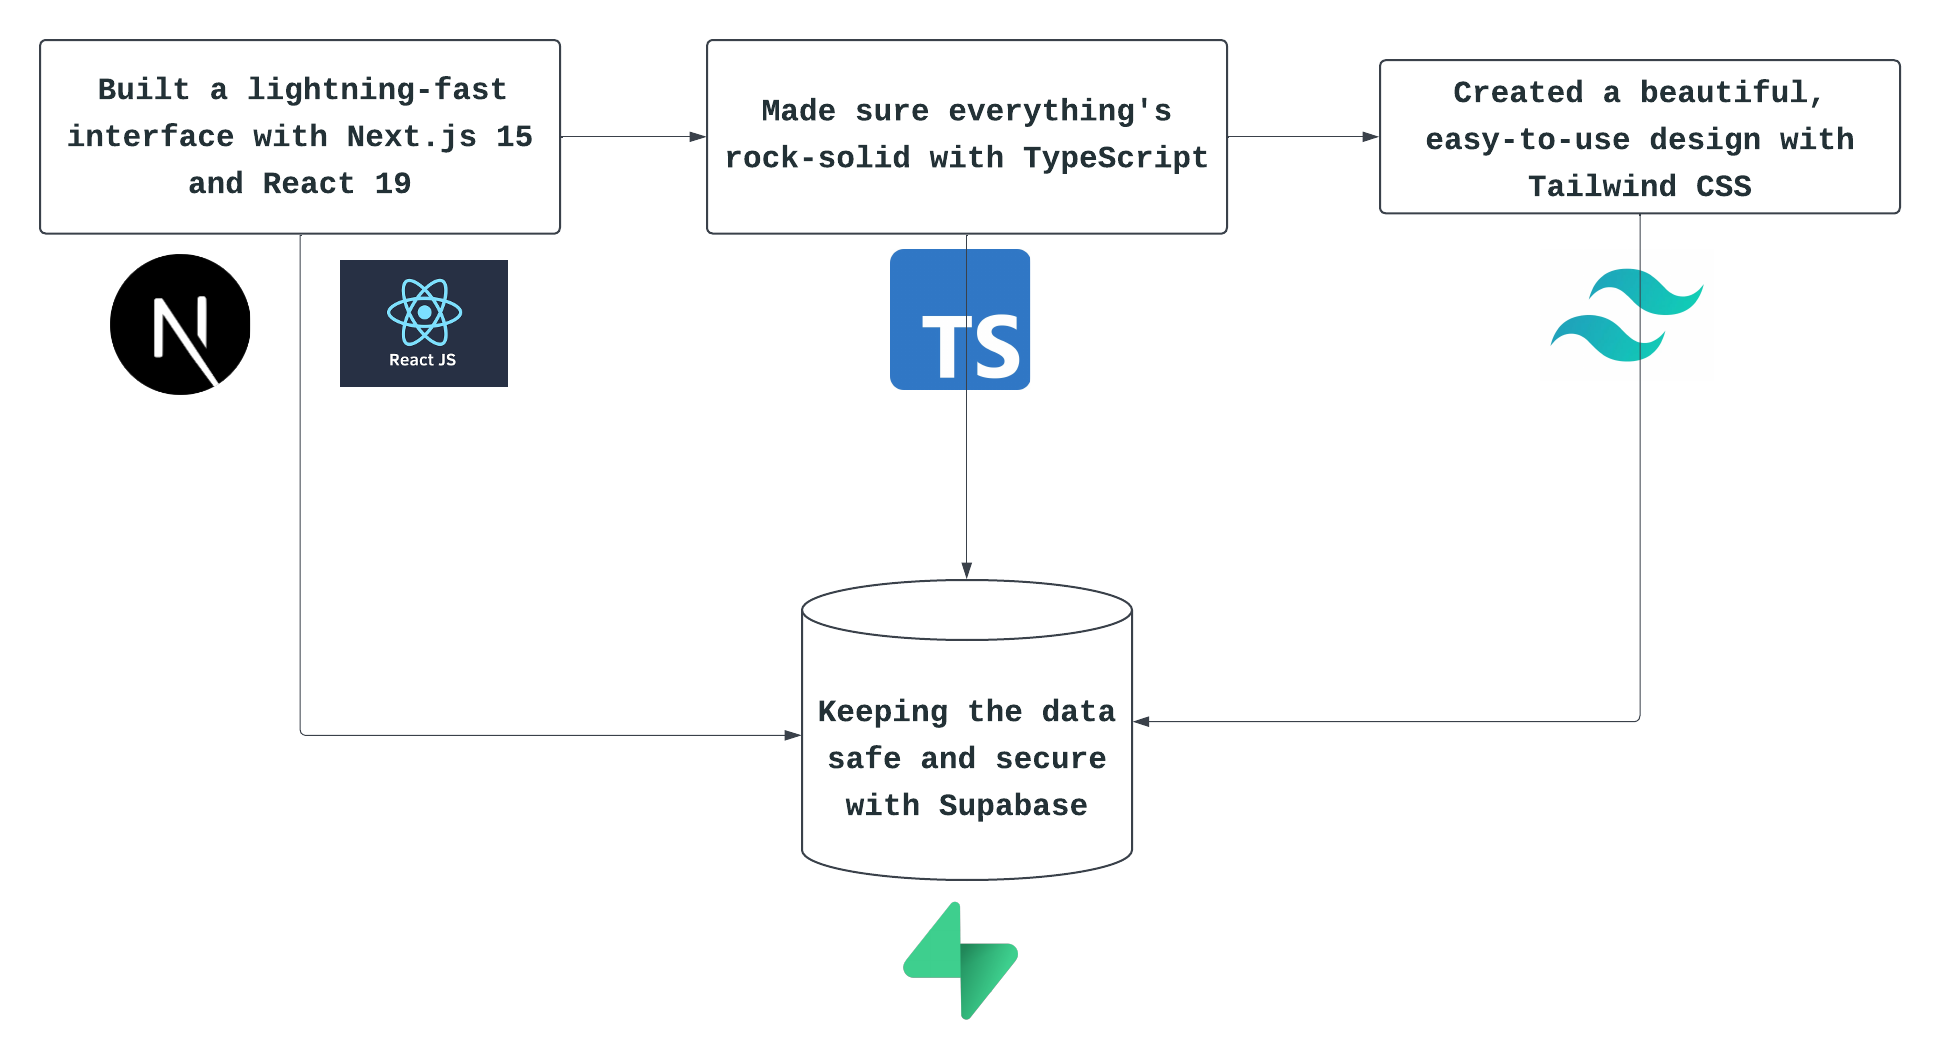 Built a lightning-fast
interface with Next.js 15
and React 19
Made sure everything's
rock-solid with TypeScript
Created a beautiful,
easy-to-use design with
Tailwind CSS
N
React JS
TS
Keeping the data
safe and secure
with Supabase